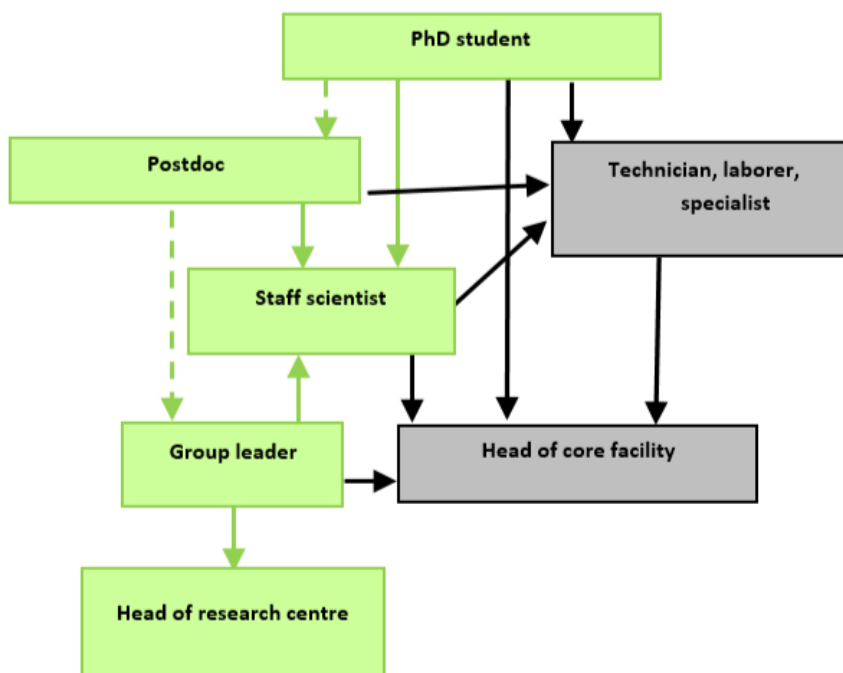 PhD student
Postdoc
Technician, laborer,
specialist
Staff scientist
Group leader
Head of core facility
Head of research centre